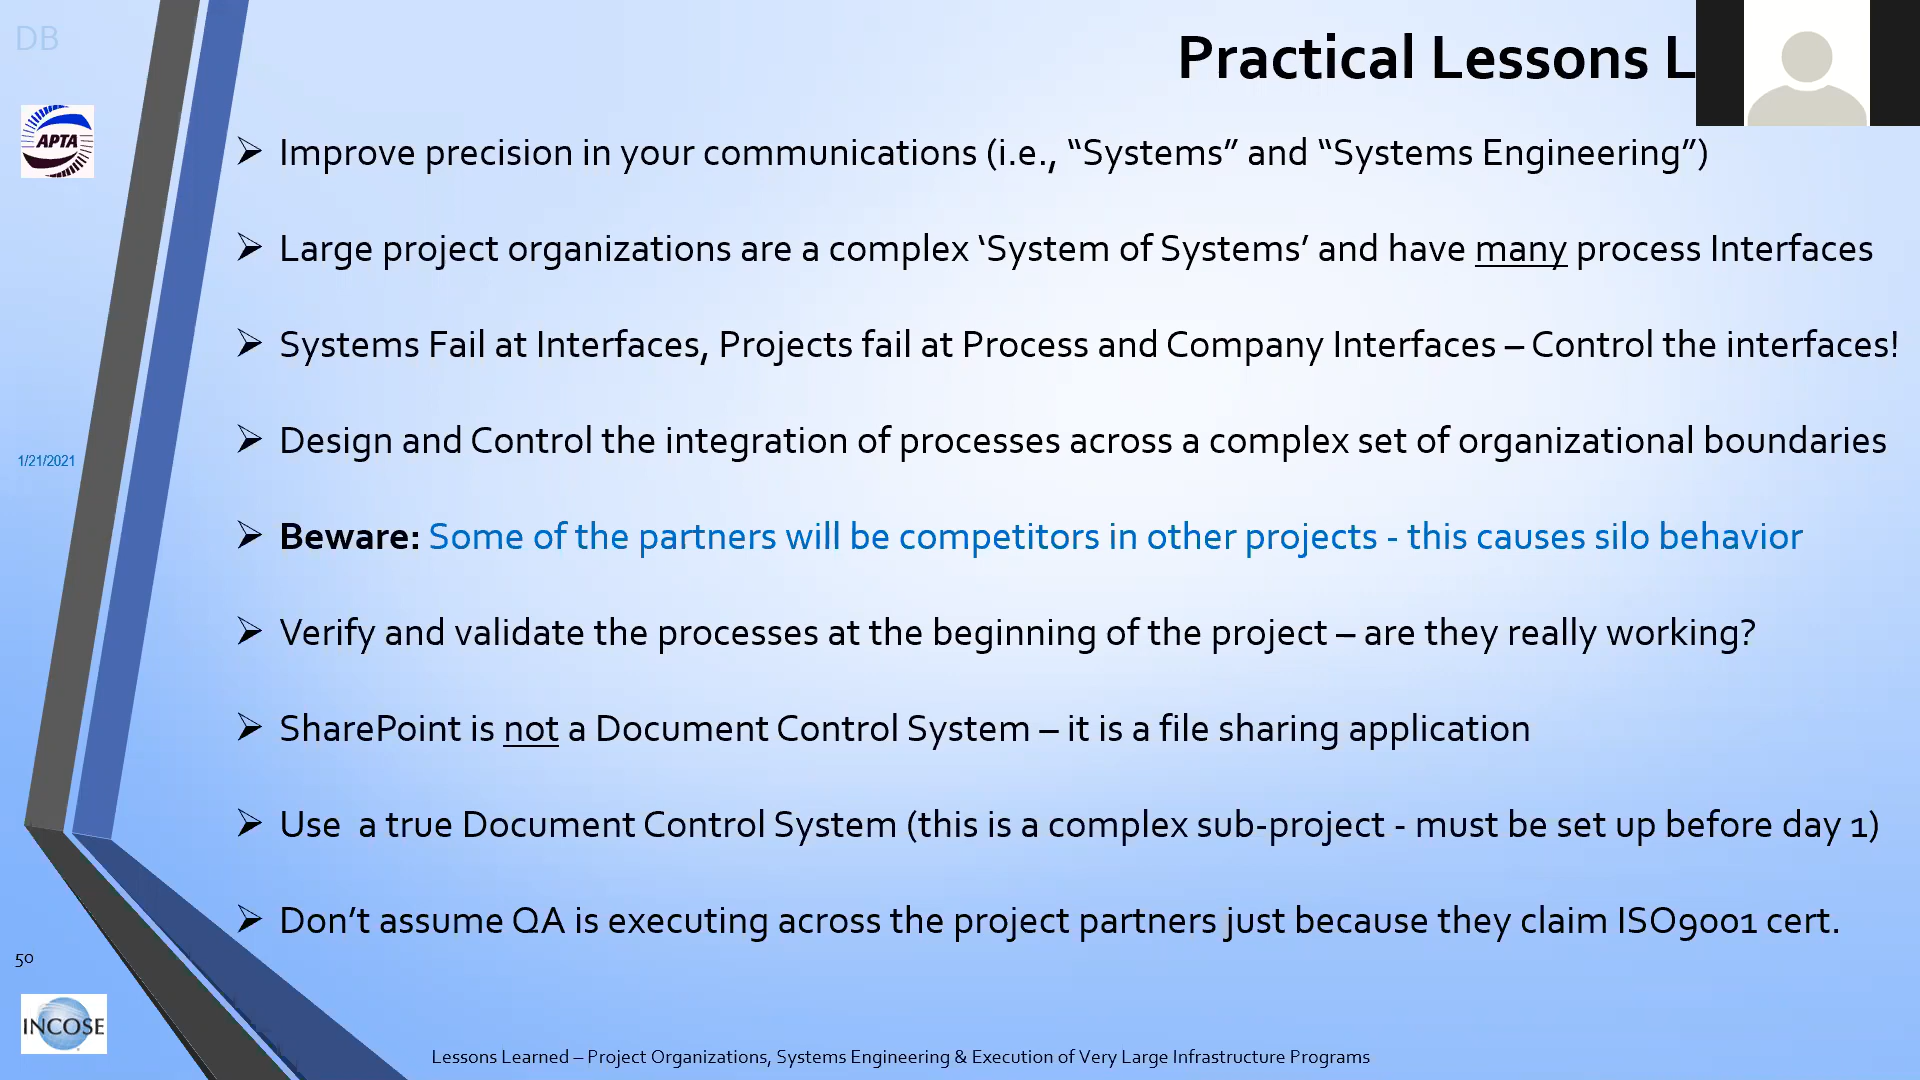 DB
Practical Lessons L
APTA
➢ Improve precision in your communications (i.e., “Systems” and “Systems Engineering”)
➢ Large project organizations are a complex ‘System of Systems’ and have many process Interfaces
➢ Systems Fail at Interfaces, Projects fail at Process and Company Interfaces – Control the interfaces!
➢ Design and Control the integration of processes across a complex set of organizational boundaries
1/21/2021
➢ Beware: Some of the partners will be competitors in other projects - this causes silo behavior
➢ Verify and validate the processes at the beginning of the project – are they really working?
➢ SharePoint is not a Document Control System – it is a file sharing application
➢ Use  a true Document Control System (this is a complex sub-project - must be set up before day 1)
➢ Don’t assume QA is executing across the project partners just because they claim ISO9001 cert.
50
INCOSE
Lessons Learned – Project Organizations, Systems Engineering & Execution of Very Large Infrastructure Programs